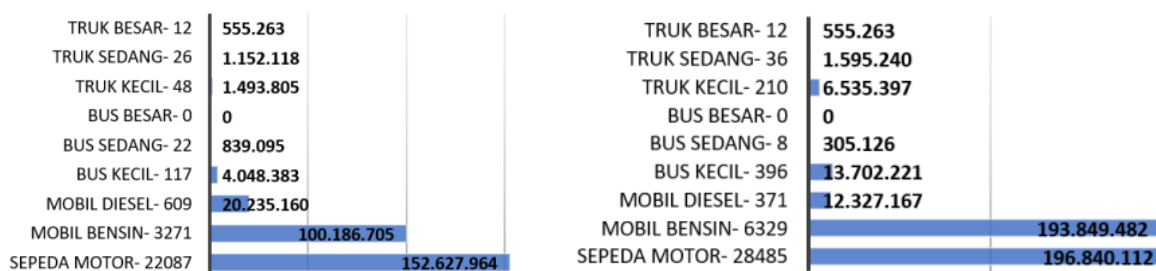 TRUK BESAR- 12 555.263
TRUK SEDANG- 26 1.152.118
TRUK KECIL- 48 1.493.805
BUS BESAR- 0 0
BUS SEDANG- 22 839.095
BUS KECIL- 117 4.048.383
MOBIL DIESEL- 609 20.235.160
MOBIL BENSIN- 3271 100.186.705
SEPEDA MOTOR- 22087 152.627.964
TRUK BESAR- 12 555.263
TRUK SEDANG- 36 1.595.240
TRUK KECIL- 210 6.535.397
BUS BESAR- 0 0
BUS SEDANG- 8 305.126
BUS KECIL- 396 13.702.221
MOBIL DIESEL- 371 12.327.167
MOBIL BENSIN- 6329 193.849.482
SEPEDA MOTOR- 28485 196.840.112